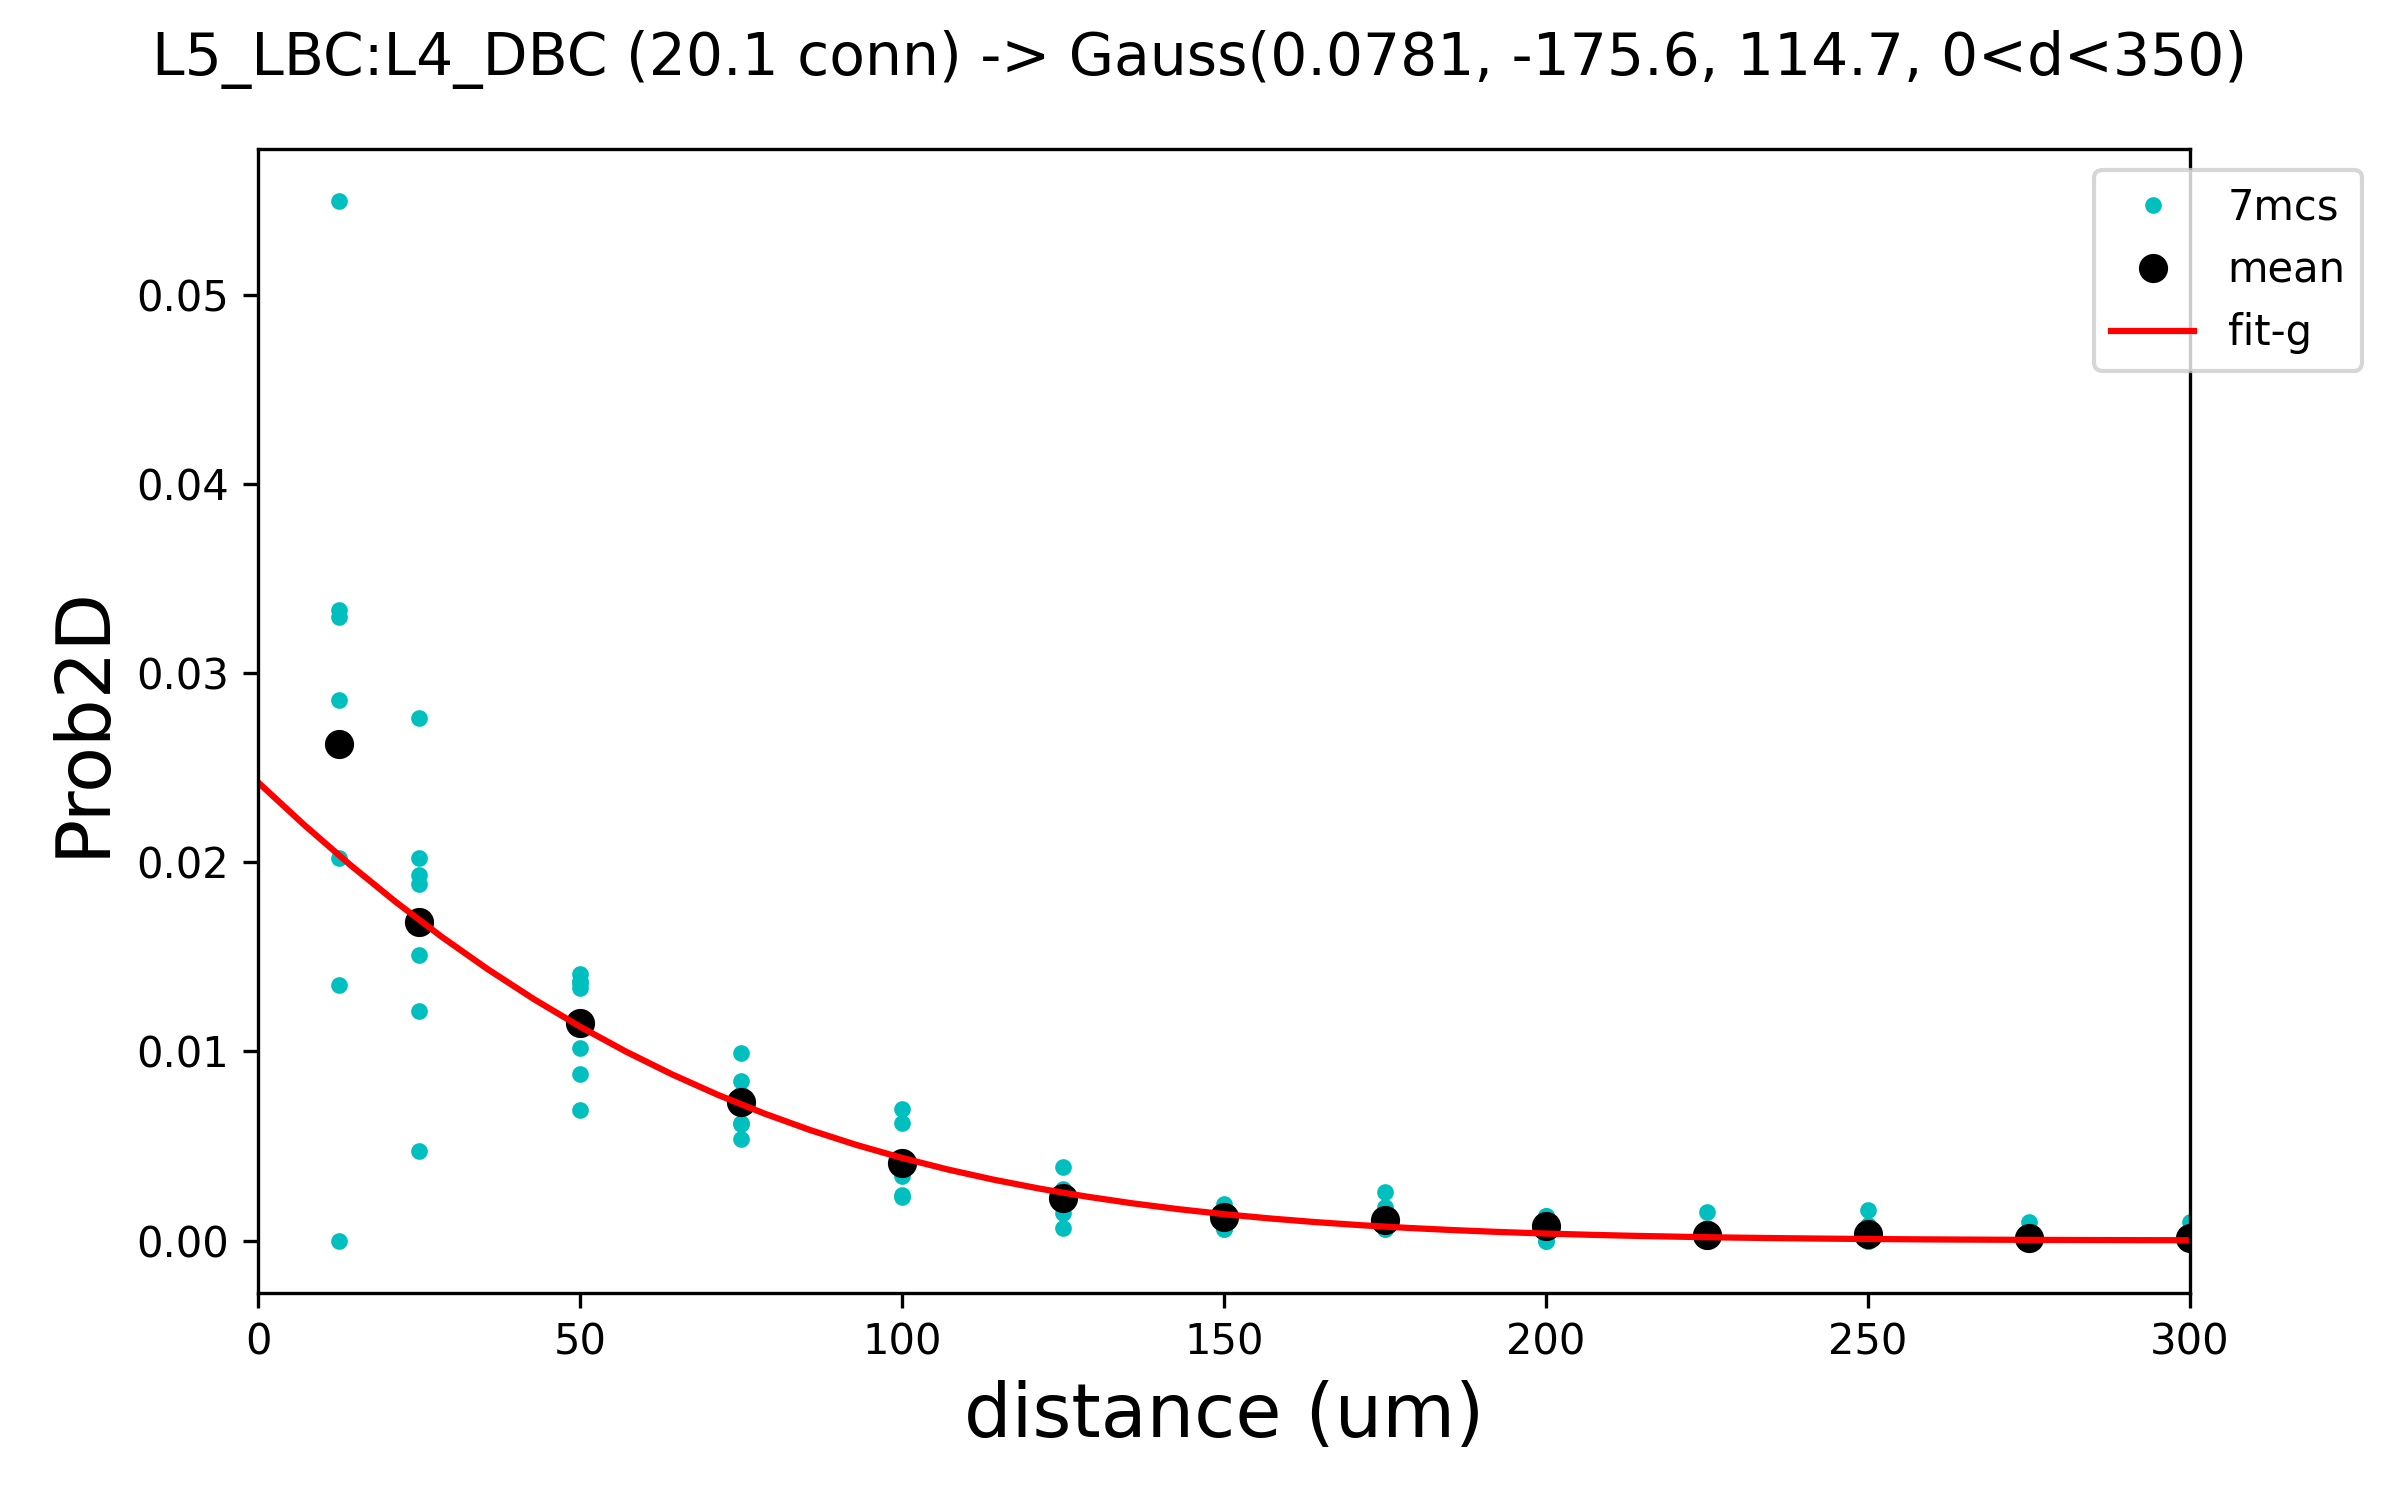 L5_LBC:L4_DBC (20.1 conn) -> Gauss(0.0781, -175.6, 114.7, 0<d<350)
7mcs
mean
fit-g
Prob2D
0.05
0.04
0.03
0.02
0.01
0.00
0 50 100 150 200 250 300
distance (um)